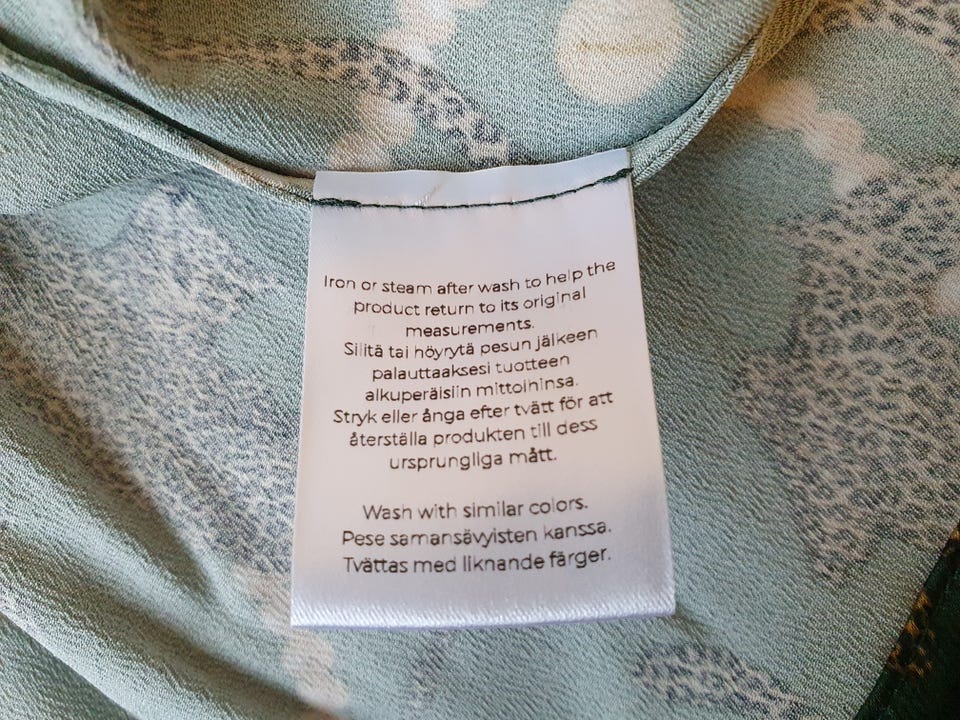 Iron or steam after wash to help the
product return to its original
measurements.
Silitä tai höyrytä pesun jälkeen
palauttaaksesi tuotteen
alkuperäisiin mittoihinsa.
Stryk eller ånga efter tvätt för att
återställa produkten till dess
ursprungliga mått.
Wash with similar colors.
Pese samansävyisten kanssa.
Tvättas med liknande färger.